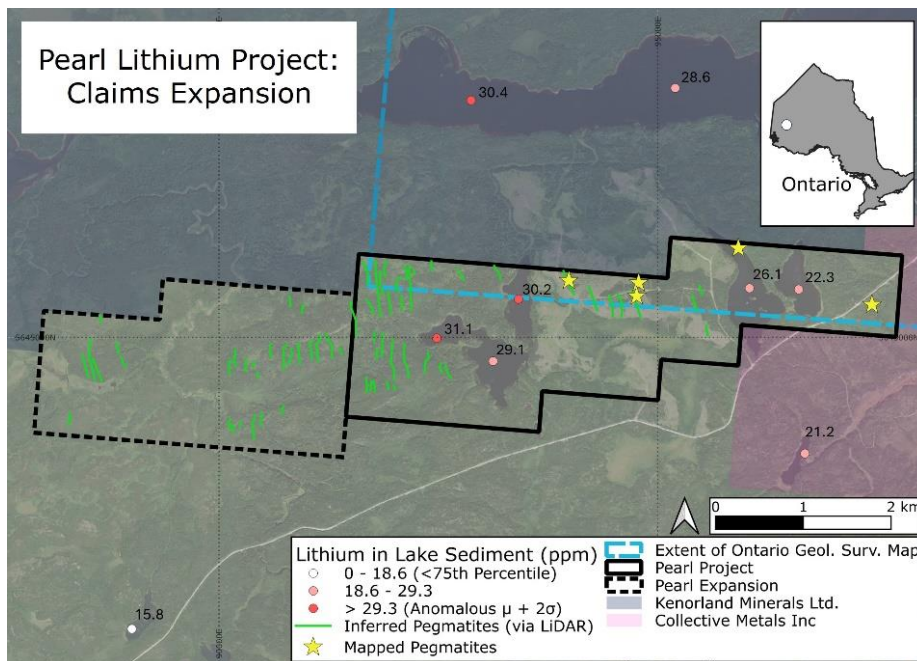 Pearl Lithium Project:
Claims Expansion
30.4
28.6
Ontario
30.2
26.1
22.3
31.1
29.1
21.2
15.8
0
1
2 km
Lithium in Lake Sediment (ppm)
0 - 18.6 (<75th Percentile)
18.6 - 29.3
> 29.3 (Anomalous µ + 2σ)
Inferred Pegmatites (via LiDAR)
Mapped Pegmatites
Extent of Ontario Geol. Surv. Map
Pearl Project
Pearl Expansion
Kenorland Minerals Ltd.
Collective Metals Inc